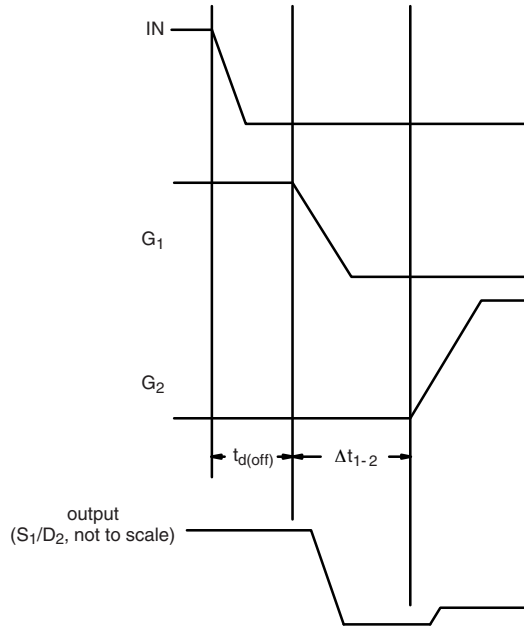 IN
G1
G2
td(off)
Δt1-2
output
(S1/D2, not to scale)